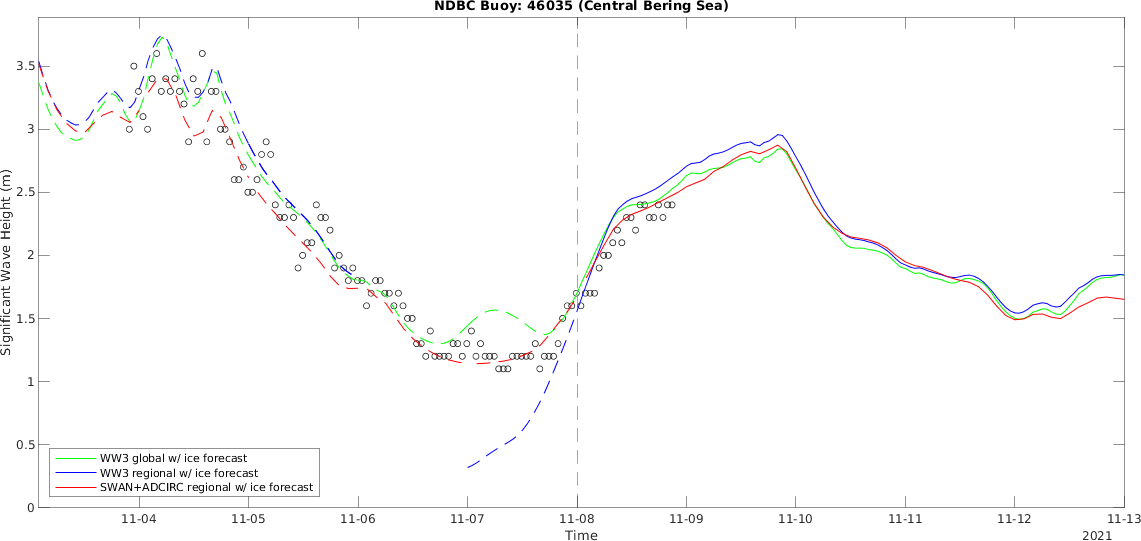 NDBC Buoy: 46035 (Central Bering Sea)
Significant Wave Height (m)
3.5
3
2.5
2
1.5
1
0.5
0
WW3 global w/ ice forecast
WW3 regional w/ ice forecast
SWAN+ADCIRC regional w/ ice forecast
11-04 11-05 11-06 11-07 11-08 11-09 11-10 11-11 11-12 11-13
Time
2021